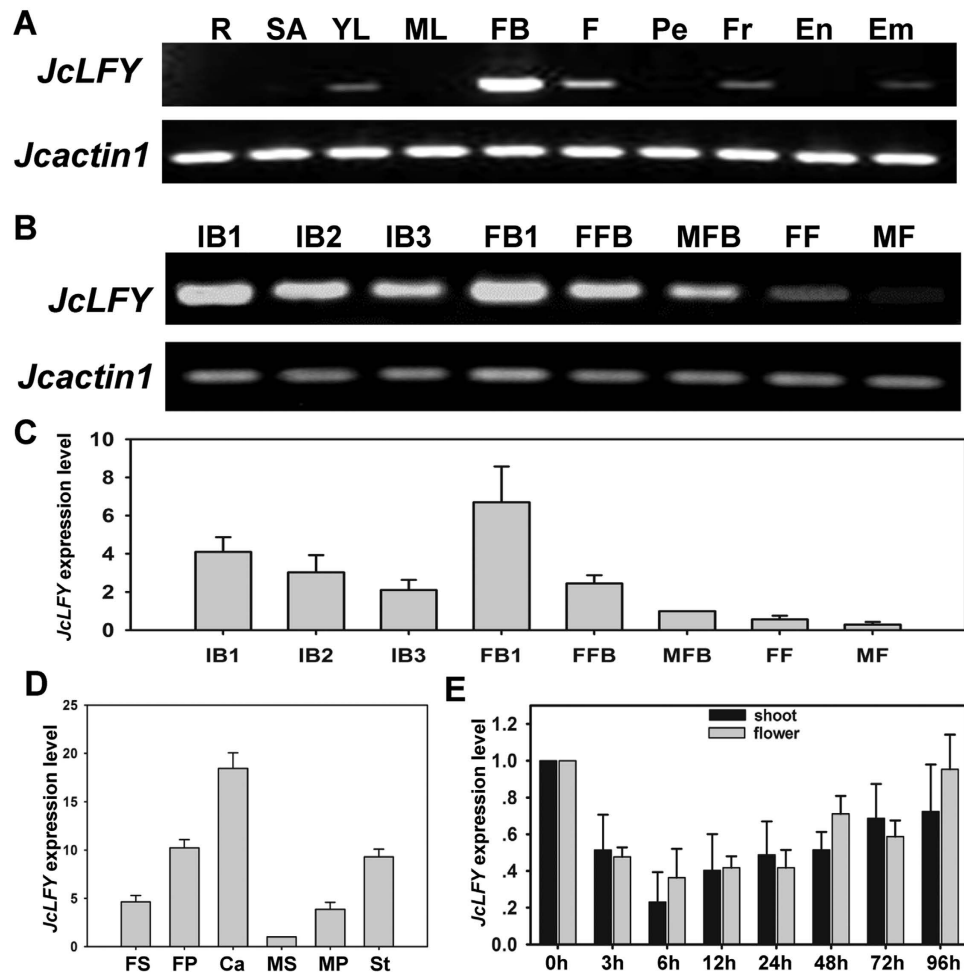 A
R SA YL ML FB F Pe Fr En Em
JcLFY
Jcactin1
B
IB1 IB2 IB3 FB1 FFB MFB FF MF
JcLFY
Jcactin1
C
JcLFY expression level
10
8
6
4
2
0
IB1 IB2 IB3 FB1 FFB MFB FF MF
D
JcLFY expression level
25
20
15
10
5
0
FS FP Ca MS MP St
E
shoot
flower
JcLFY expression level
1.2
1.0
.8
.6
.4
.2
0.0
0h 3h 6h 12h 24h 48h 72h 96h